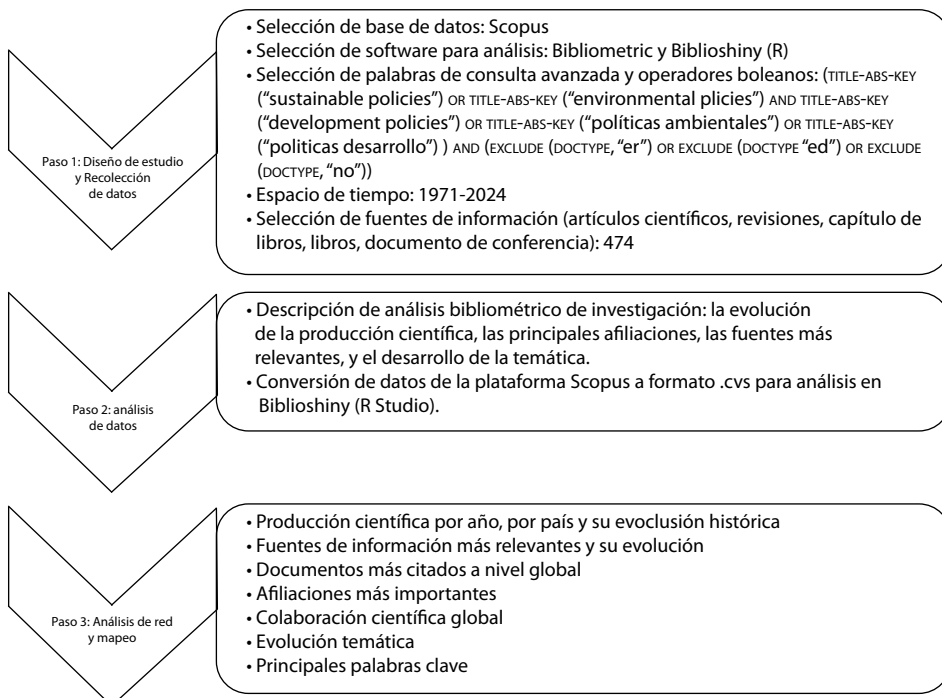 • Selección de base de datos: Scopus
• Selección de software para análisis: Bibliometric y Biblioshiny (R)
• Selección de palabras de consulta avanzada y operadores boleanos: (TITLE-ABS-KEY
(“sustainable policies”) OR TITLE-ABS-KEY (“environmental plicies”) AND TITLE-ABS-KEY
(“development policies”) OR TITLE-ABS-KEY (“políticas ambientales”) OR TITLE-ABS-KEY
(“politicas desarrollo”) ) AND (EXCLUDE (DOCTYPE, “er”) OR EXCLUDE (DOCTYPE “ed”) OR EXCLUDE
(DOCTYPE, “no”))
• Espacio de tiempo: 1971-2024
• Selección de fuentes de información (artículos científicos, revisiones, capítulo de
libros, libros, documento de conferencia): 474
Paso 1: Diseño de estudio
y Recolección
de datos
• Descripción de análisis bibliométrico de investigación: la evolución
de la producción científica, las principales afiliaciones, las fuentes más
relevantes, y el desarrollo de la temática.
• Conversión de datos de la plataforma Scopus a formato .cvs para análisis en
Biblioshiny (R Studio).
Paso 2: análisis
de datos
• Producción científica por año, por país y su evoclusión histórica
• Fuentes de información más relevantes y su evolución
• Documentos más citados a nivel global
• Afiliaciones más importantes
• Colaboración científica global
• Evolución temática
• Principales palabras clave
Paso 3: Análisis de red
y mapeo